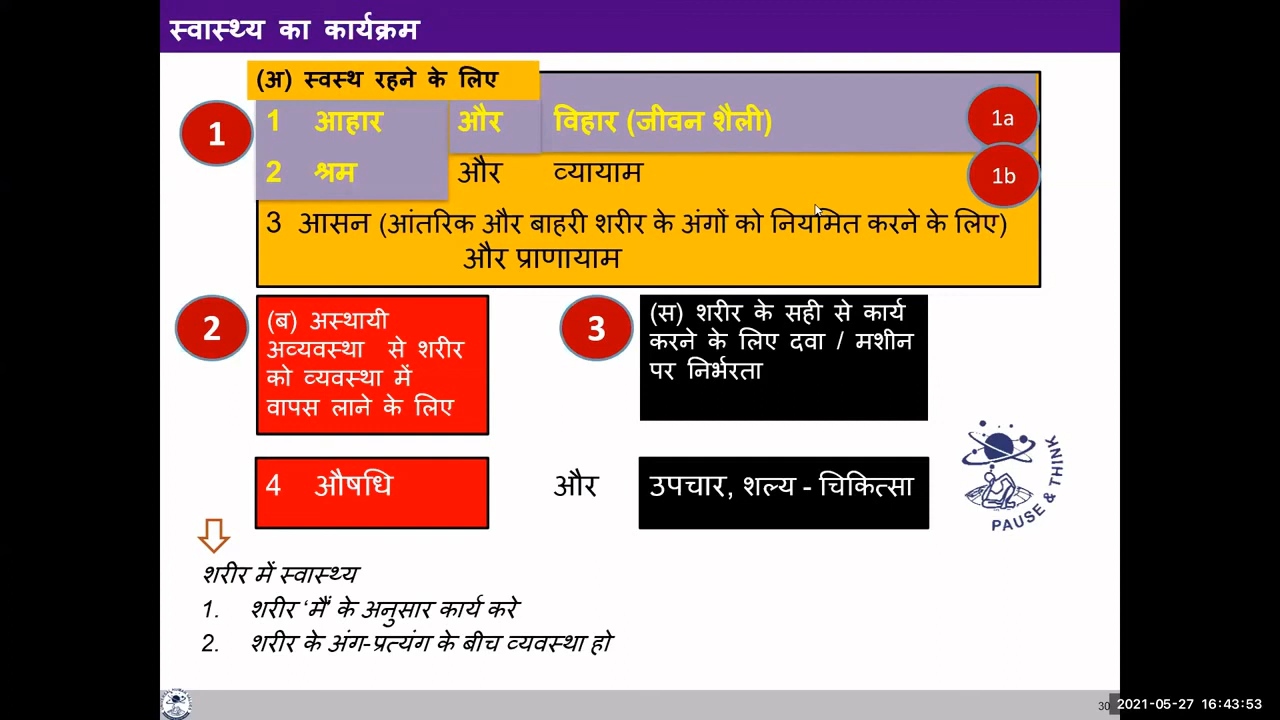 स्वास्थ्य का कार्यक्रम
(अ) स्वस्थ रहने के लिए
1 1 आहार और विहार (जीवन शैली) 1a
2 श्रम और व्यायाम 1b
3 आसन (आंतरिक और बाहरी शरीर के अंगों को नियमित करने के लिए)
और प्राणायाम
2
(ब) अस्थायी
अव्यवस्था से शरीर
को व्यवस्था में
वापस लाने के लिए
3
(स) शरीर के सही से कार्य
करने के लिए दवा / मशीन
पर निर्भरता
4 औषधि और उपचार, शल्य - चिकित्सा
PAUSE & THINK
शरीर में स्वास्थ्य
1. शरीर ‘मैं’ के अनुसार कार्य करे
2. शरीर के अंग-प्रत्यंग के बीच व्यवस्था हो
30 2021-05-27 16:43:53